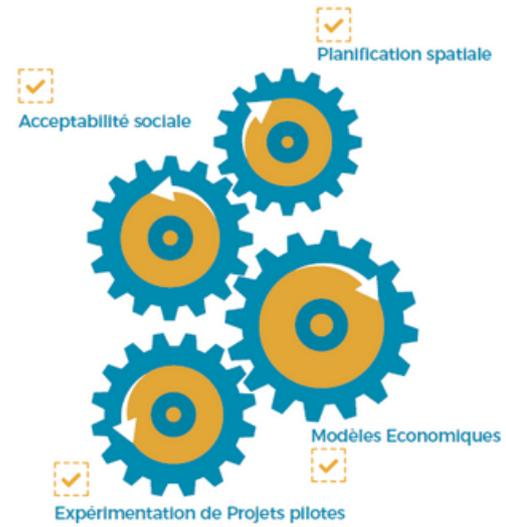 Planification spatiale
Acceptabilité sociale
Modèles Economiques
Expérimentation de Projets pilotes